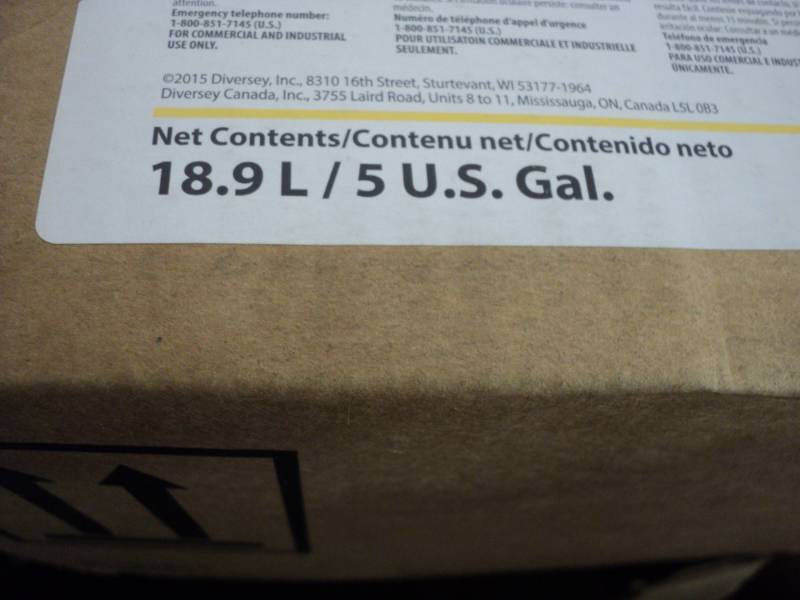 attention.
Emergency telephone number:
1-800-851-7145 (U.S.)
FOR COMMERCIAL AND INDUSTRIAL
USE ONLY.
médecin.
Numéro de téléphone d'appel d'urgence
1-800-851-7145 (U.S.)
POUR UTILISATOIN COMMERCIALE ET INDUSTRIELLE
SEULEMENT.
Teléfono de emergencia
1-800-851-7145 (U.S.)
PARA USO COMERCIAL E INDUS
ÚNICAMENTE.
©2015 Diversey, Inc., 8310 16th Street, Sturtevant, WI 53177-1964
Diversey Canada, Inc., 3755 Laird Road, Units 8 to 11, Mississauga, ON, Canada L5L 0B3
Net Contents/Contenu net/Contenido neto
18.9 L / 5 U.S. Gal.